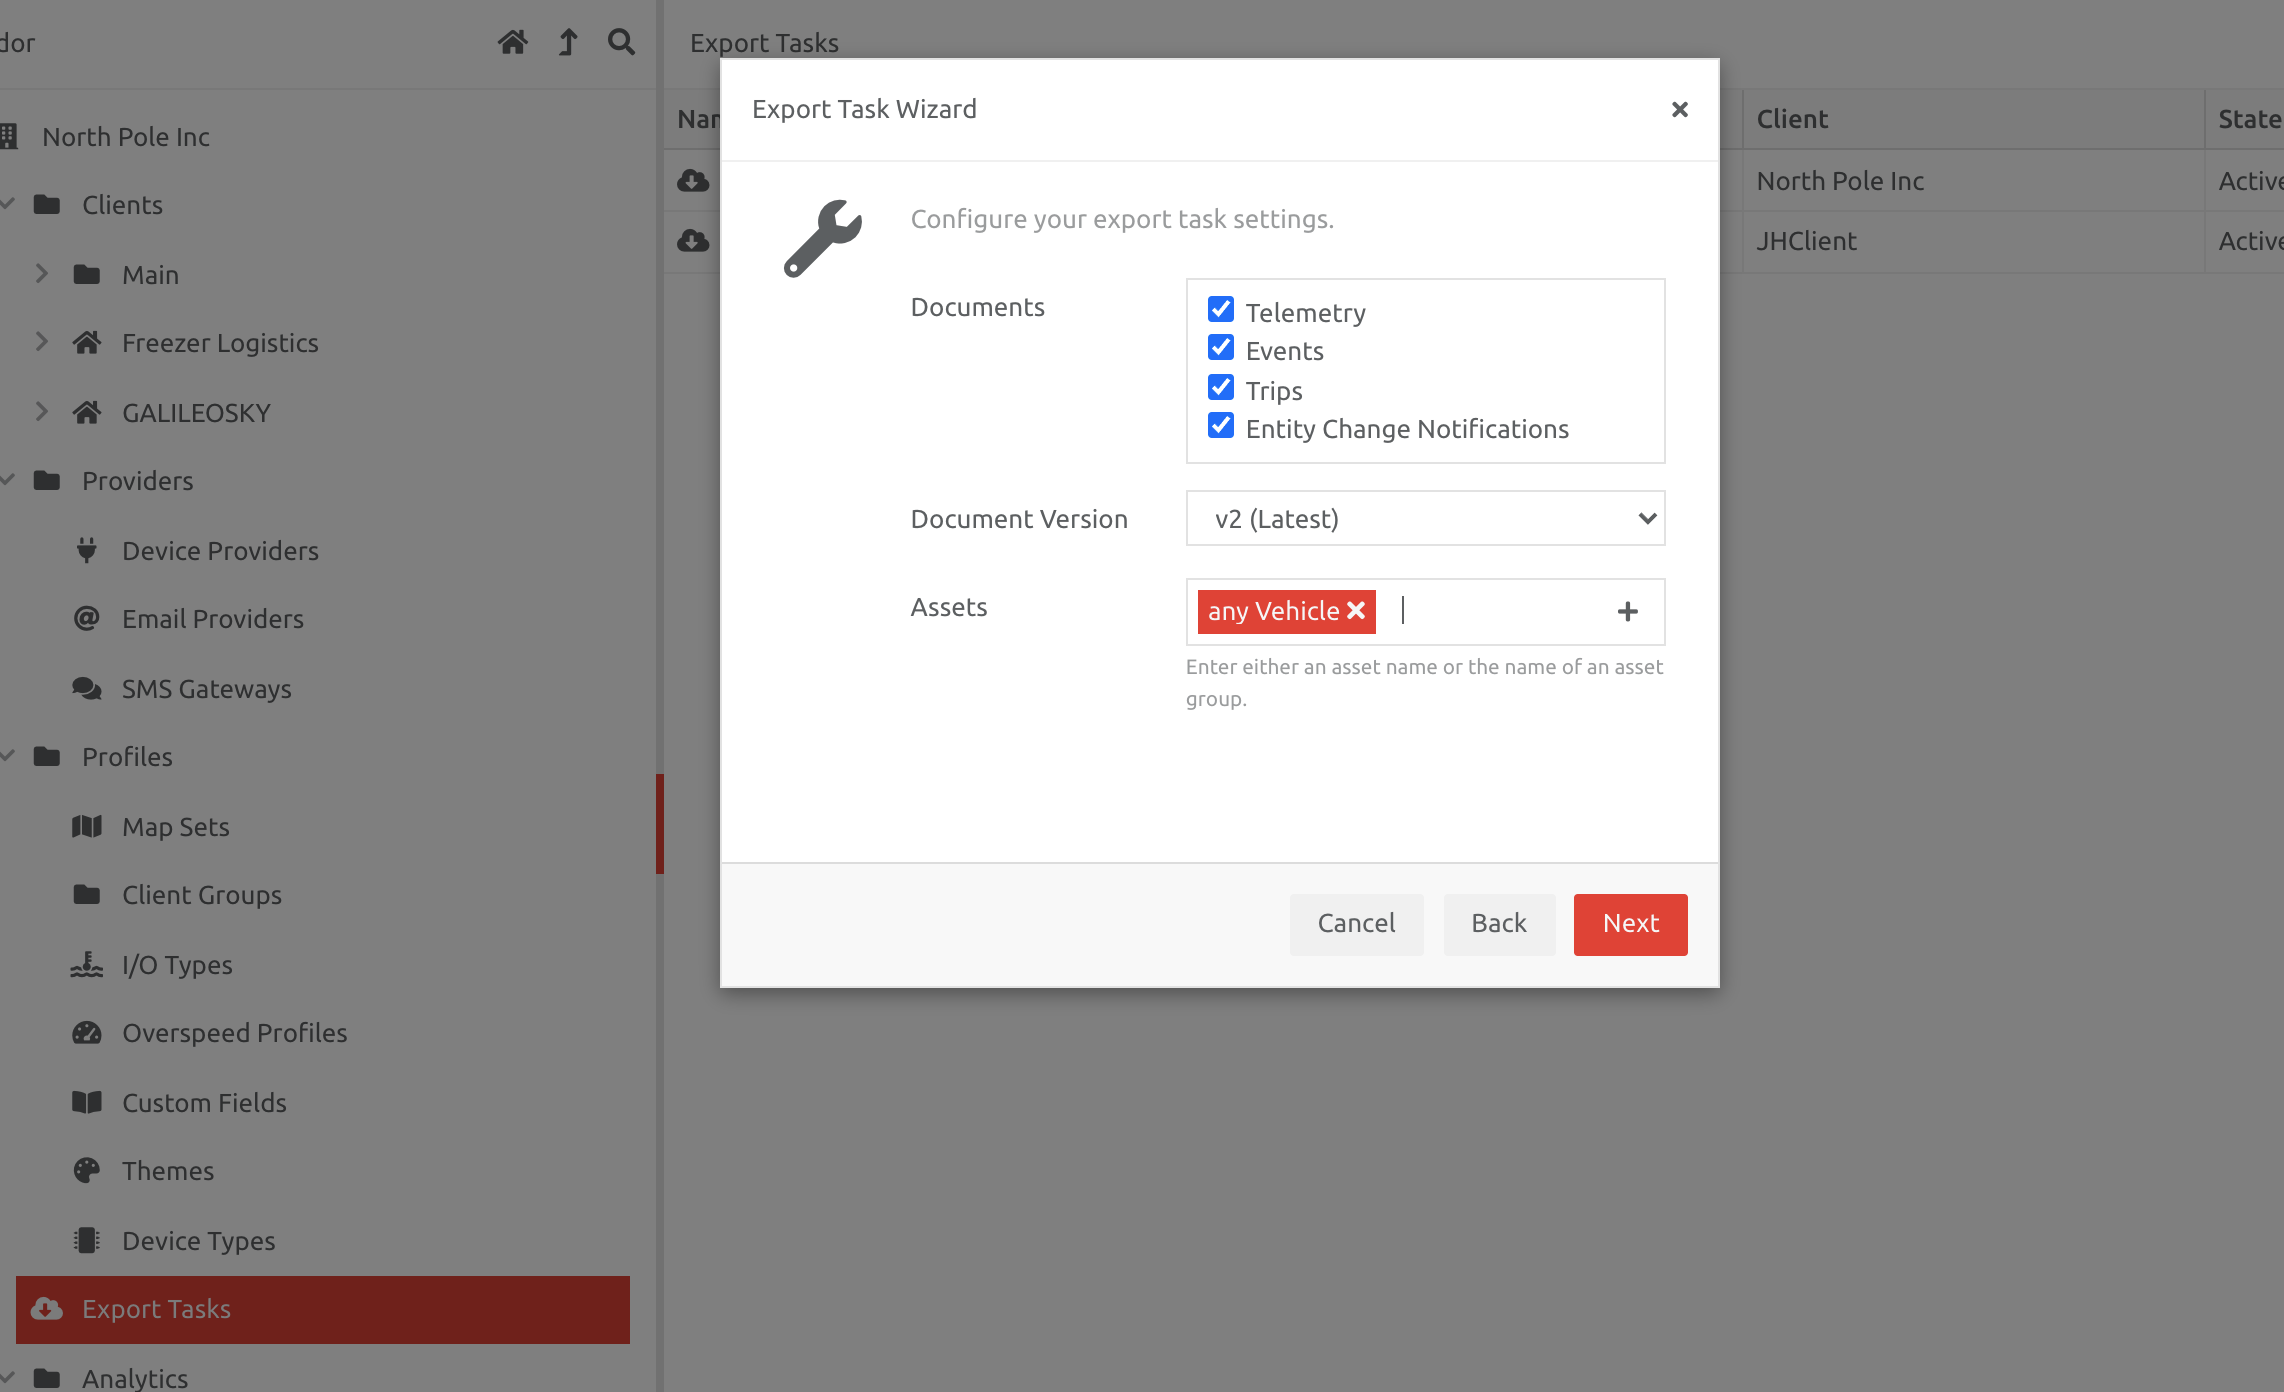 Export Tasks
North Pole Inc
Clients
Main
Freezer Logistics
GALILEOSKY
Providers
Device Providers
Email Providers
SMS Gateways
Profiles
Map Sets
Client Groups
I/O Types
Overspeed Profiles
Custom Fields
Themes
Device Types
Export Tasks
Analytics
Client
State
North Pole Inc
Active
JHClient
Active
Export Task Wizard
Configure your export task settings.
Documents
Telemetry
Events
Trips
Entity Change Notifications
Document Version
v2 (Latest)
Assets
any Vehicle
Enter either an asset name or the name of an asset
group.
Cancel
Back
Next